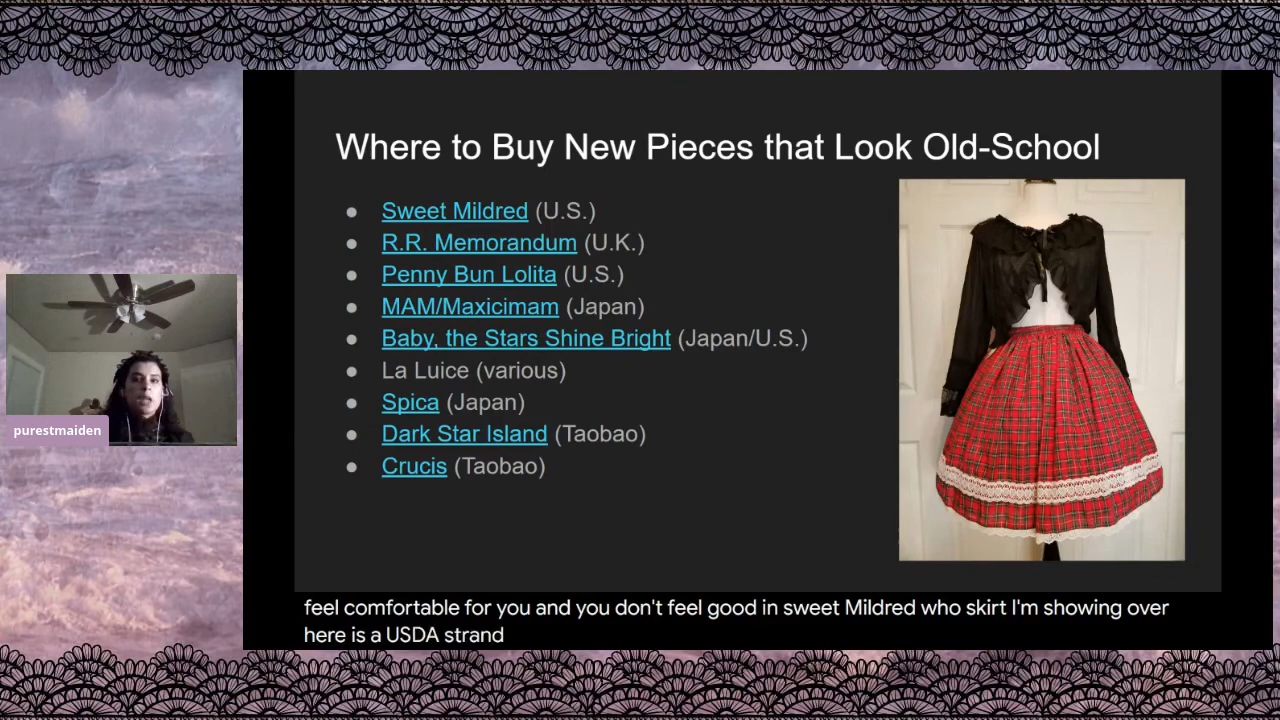 Where to Buy New Pieces that Look Old-School
● Sweet Mildred (U.S.)
● R.R. Memorandum (U.K.)
● Penny Bun Lolita (U.S.)
● MAM/Maxicimam (Japan)
● Baby, the Stars Shine Bright (Japan/U.S.)
● La Luice (various)
● Spica (Japan)
● Dark Star Island (Taobao)
● Crucis (Taobao)
purestmaiden
feel comfortable for you and you don't feel good in sweet Mildred who skirt I'm showing over
here is a USDA strand